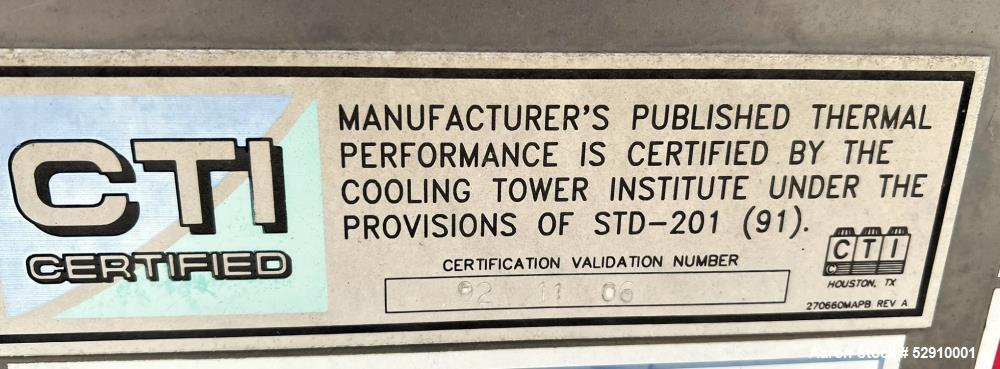 CTI
CERTIFIED
MANUFACTURER'S PUBLISHED THERMAL
PERFORMANCE IS CERTIFIED BY THE
COOLING TOWER INSTITUTE UNDER THE
PROVISIONS OF STD-201 (91).
CERTIFICATION VALIDATION NUMBER
92 11 06
CTI
HOUSTON, TX
270660MAPB REV A
Aaron Stock# 52910001